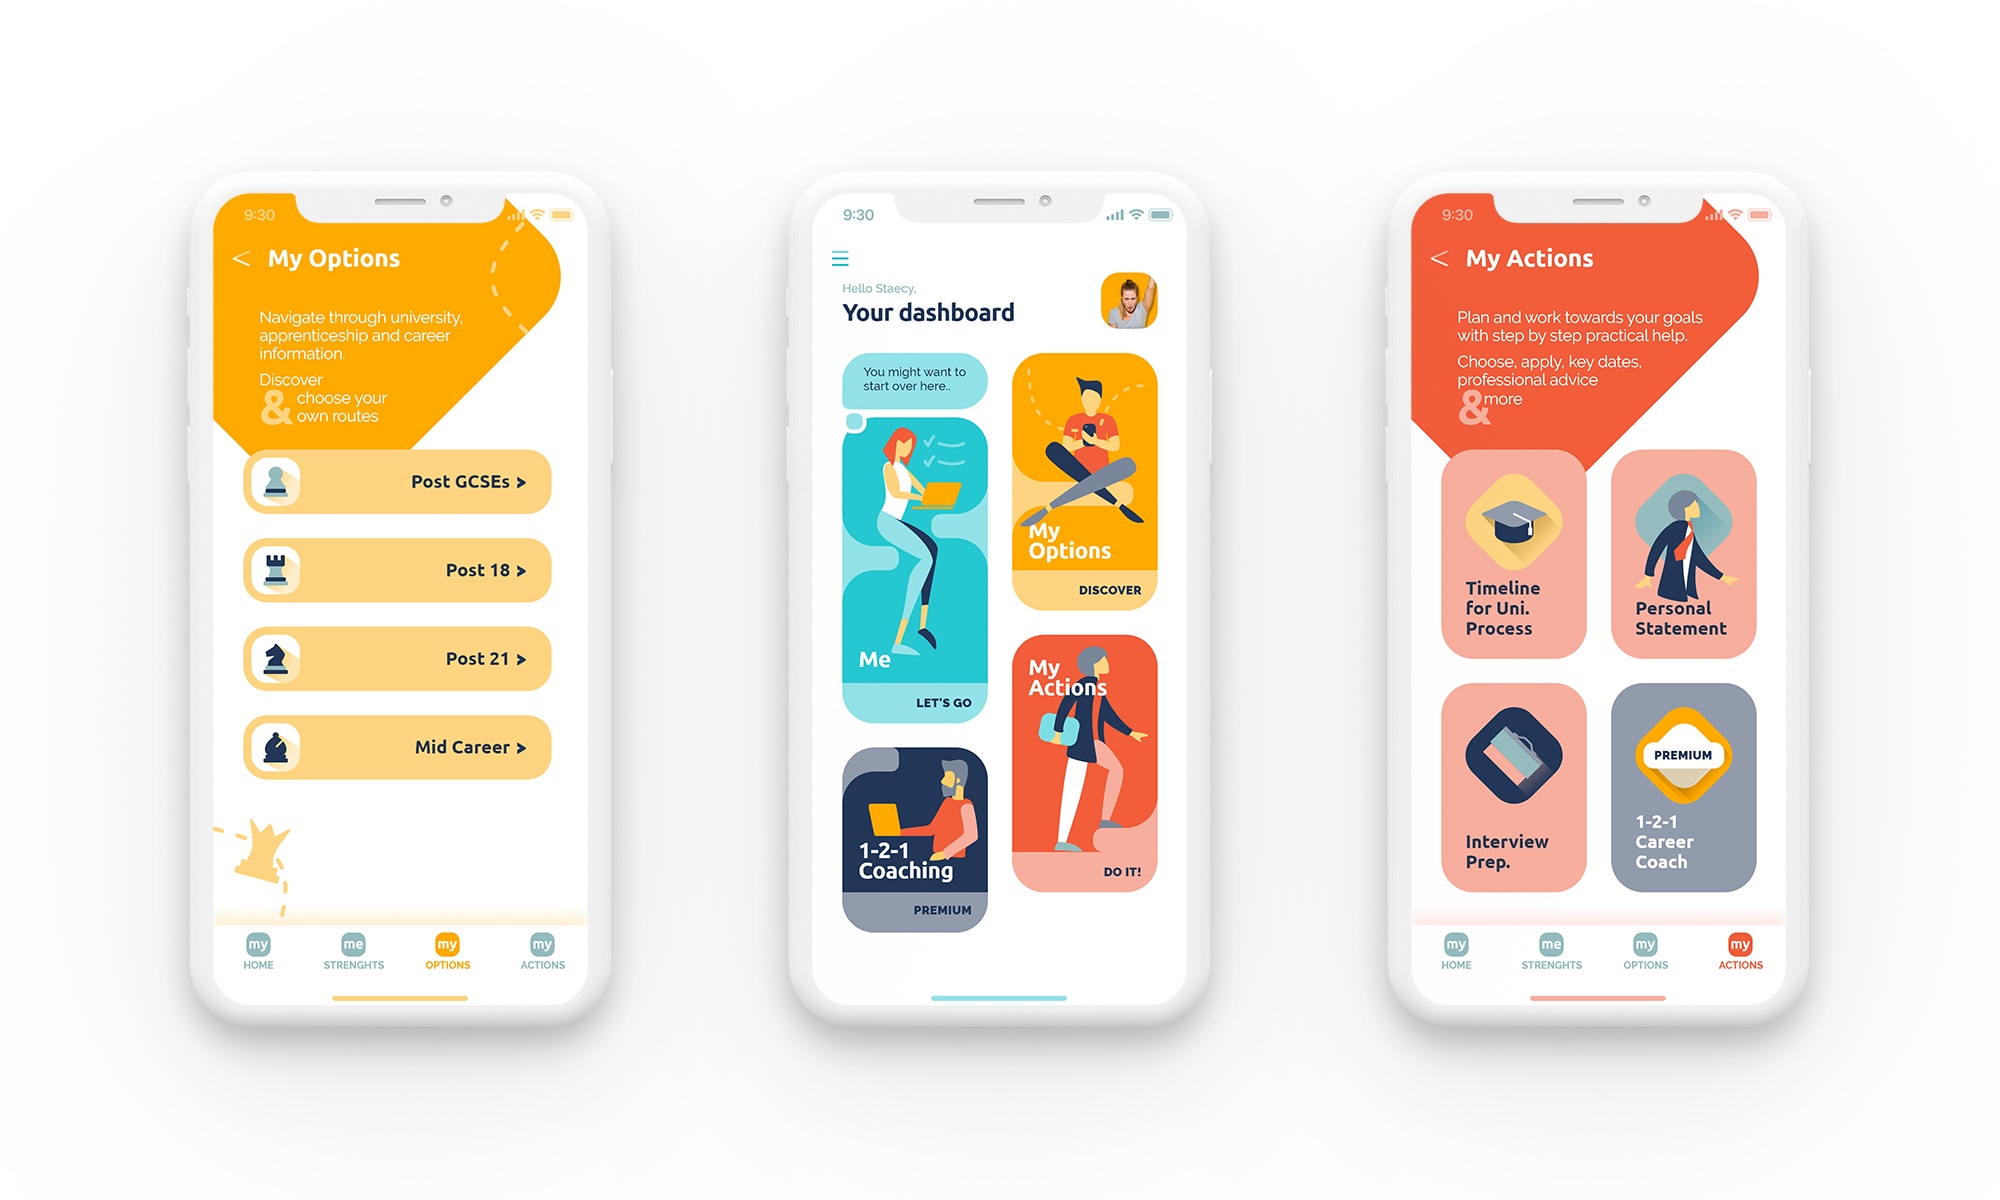 9:30
< My Options
Navigate through university,
apprenticeship and career
information.
Discover
& choose your
own routes
Post GCSEs >
Post 18 >
Post 21 >
Mid Career >
my my
me my
HOME STRENGHTS OPTIONS ACTIONS
9:30
Hello Staecy,
Your dashboard
You might want to
start over here..
Me
LET'S GO
1-2-1
Coaching
PREMIUM
My
Options
DISCOVER
My
Actions
DO IT!
9:30
< My Actions
Plan and work towards your goals
with step by step practical help.
Choose, apply, key dates,
professional advice
& more
Timeline
for Uni.
Process
Personal
Statement
Interview
Prep.
PREMIUM
1-2-1
Career
Coach
my me my my
HOME STRENGHTS OPTIONS ACTIONS